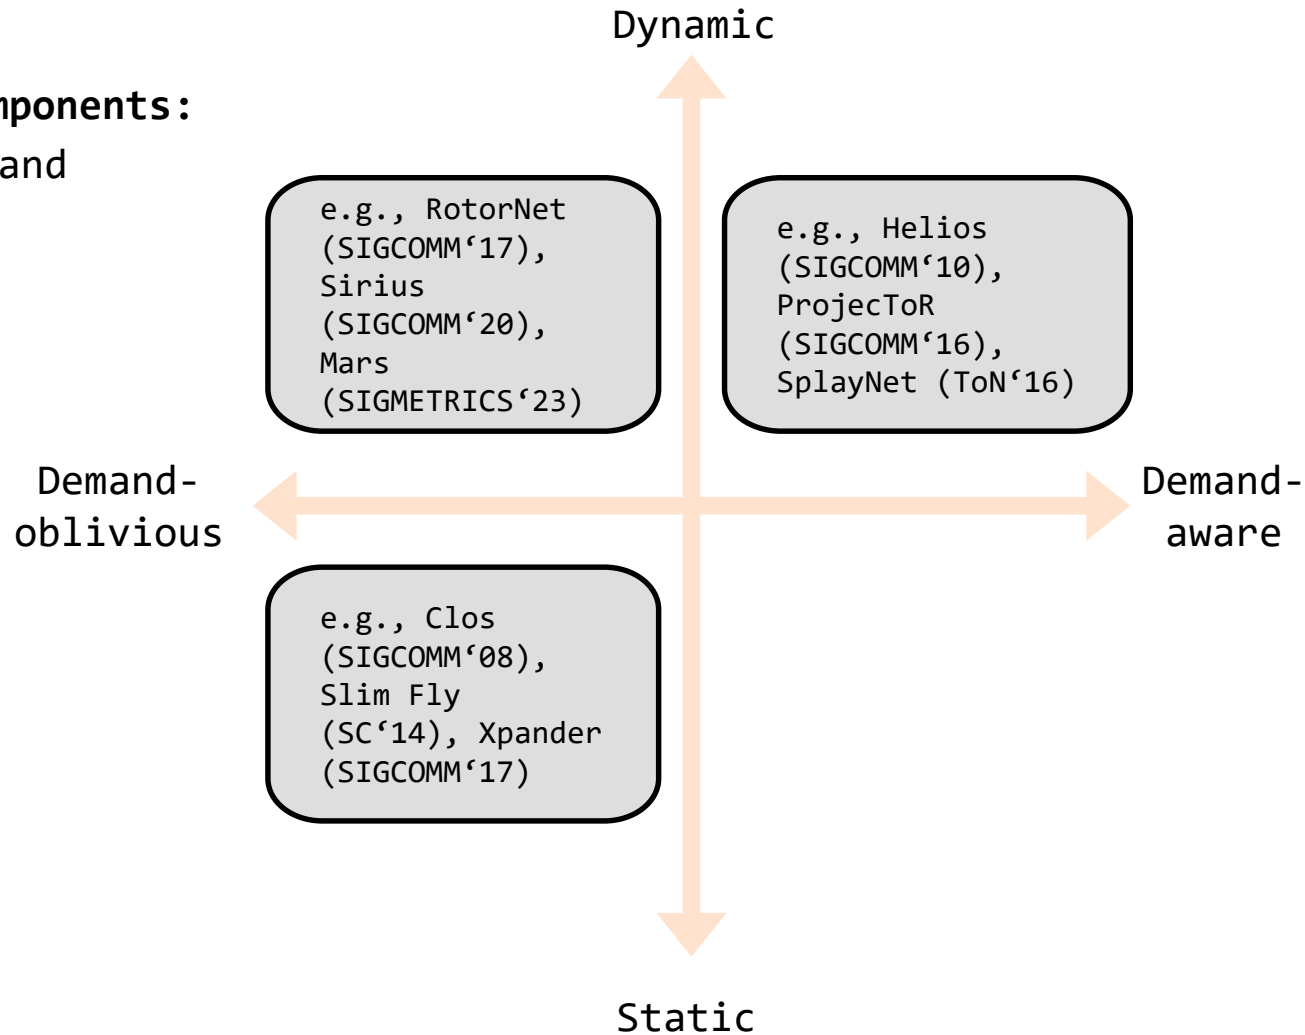 Dynamic
mponents:
and
e.g., RotorNet
(SIGCOMM‘17),
Sirius
(SIGCOMM‘20),
Mars
(SIGMETRICS‘23)
e.g., Helios
(SIGCOMM‘10),
ProjecToR
(SIGCOMM‘16),
SplayNet (ToN‘16)
Demand-
oblivious
Demand-
aware
e.g., Clos
(SIGCOMM‘08),
Slim Fly
(SC‘14), Xpander
(SIGCOMM‘17)
Static